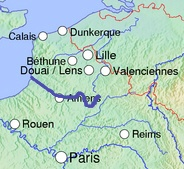 Dunkerque
Calais
Lille
Béthune
Douai / Lens
Valenciennes
Amiens
Rouen
Reims
Paris